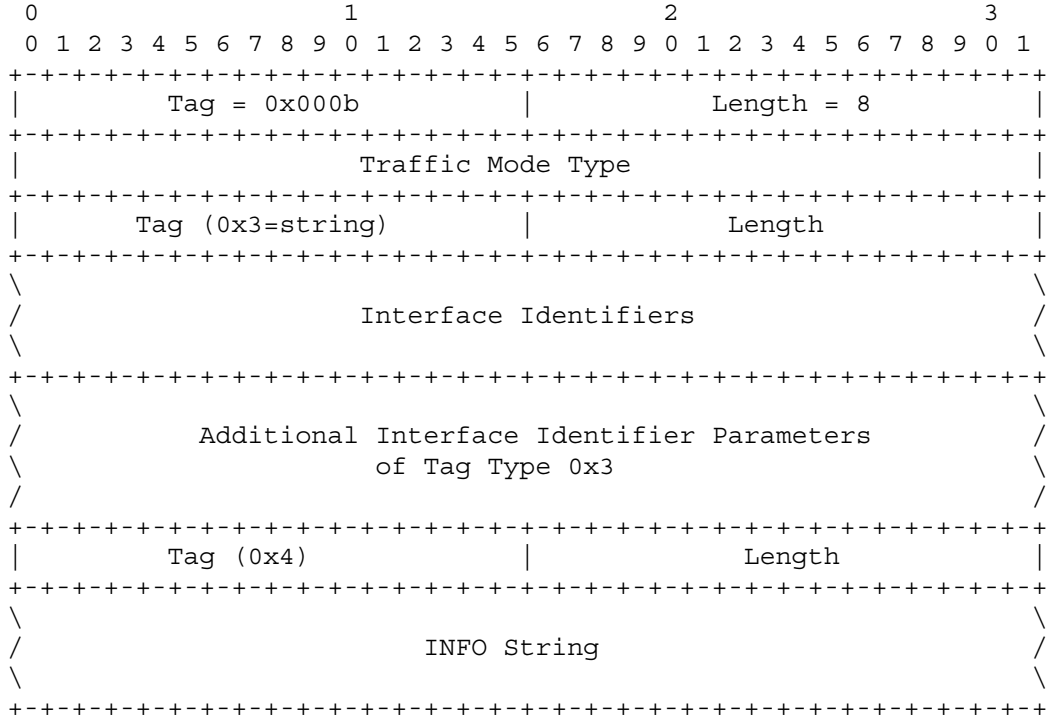 0                   1                   2                   3
 0 1 2 3 4 5 6 7 8 9 0 1 2 3 4 5 6 7 8 9 0 1 2 3 4 5 6 7 8 9 0 1
+-+-+-+-+-+-+-+-+-+-+-+-+-+-+-+-+-+-+-+-+-+-+-+-+-+-+-+-+-+-+-+-+
|         Tag = 0x000b          |           Length = 8          |
+-+-+-+-+-+-+-+-+-+-+-+-+-+-+-+-+-+-+-+-+-+-+-+-+-+-+-+-+-+-+-+-+
|                     Traffic Mode Type                         |
+-+-+-+-+-+-+-+-+-+-+-+-+-+-+-+-+-+-+-+-+-+-+-+-+-+-+-+-+-+-+-+-+
|       Tag (0x3=string)        |            Length             |
+-+-+-+-+-+-+-+-+-+-+-+-+-+-+-+-+-+-+-+-+-+-+-+-+-+-+-+-+-+-+-+-+
\                                                               \
/                     Interface Identifiers                     /
\                                                               \
+-+-+-+-+-+-+-+-+-+-+-+-+-+-+-+-+-+-+-+-+-+-+-+-+-+-+-+-+-+-+-+-+
\                                                               \
/           Additional Interface Identifier Parameters          /
\                      of Tag Type 0x3                          \
/                                                               /
+-+-+-+-+-+-+-+-+-+-+-+-+-+-+-+-+-+-+-+-+-+-+-+-+-+-+-+-+-+-+-+-+
|         Tag (0x4)             |             Length            |
+-+-+-+-+-+-+-+-+-+-+-+-+-+-+-+-+-+-+-+-+-+-+-+-+-+-+-+-+-+-+-+-+
\                                                               \
/                         INFO String                           /
\                                                               \
+-+-+-+-+-+-+-+-+-+-+-+-+-+-+-+-+-+-+-+-+-+-+-+-+-+-+-+-+-+-+-+-+